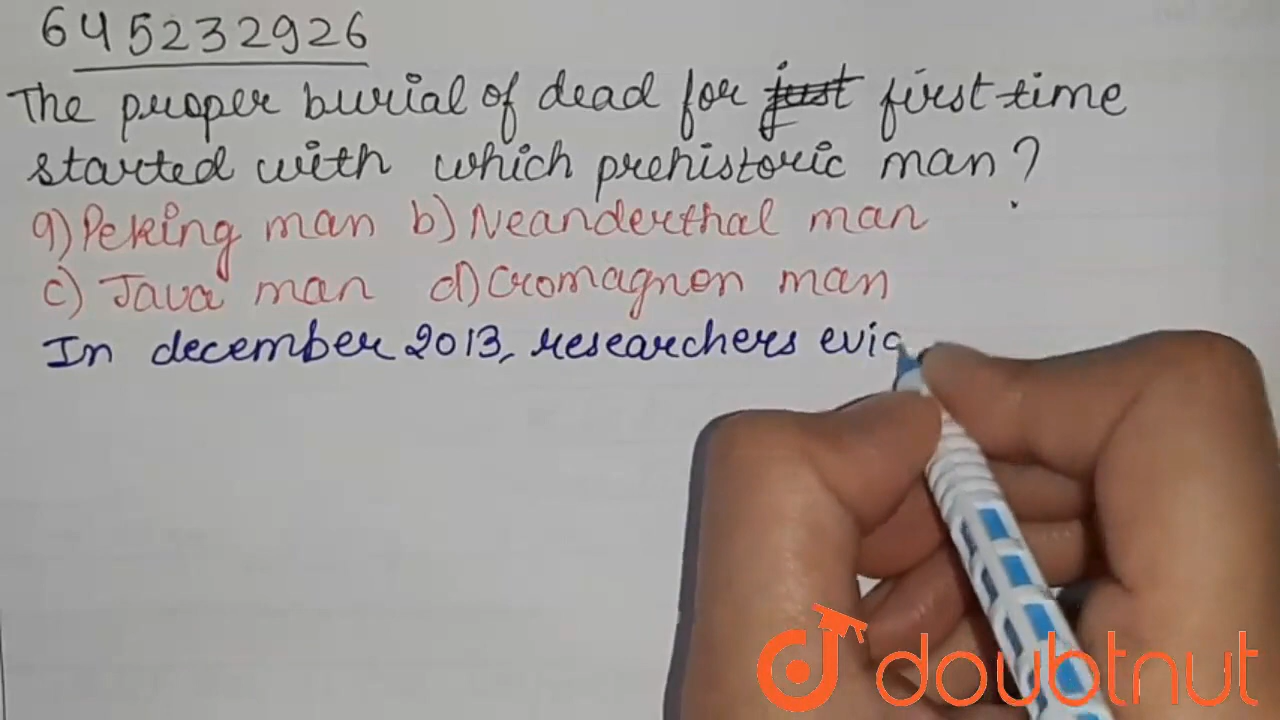 645232926
The proper burial of dead for just first time
started with which prehistoric man?
a) Peking man b) Neanderthal man
c) Java man d) Cromagnon man
In december 2013, researchers evid
doubtnut